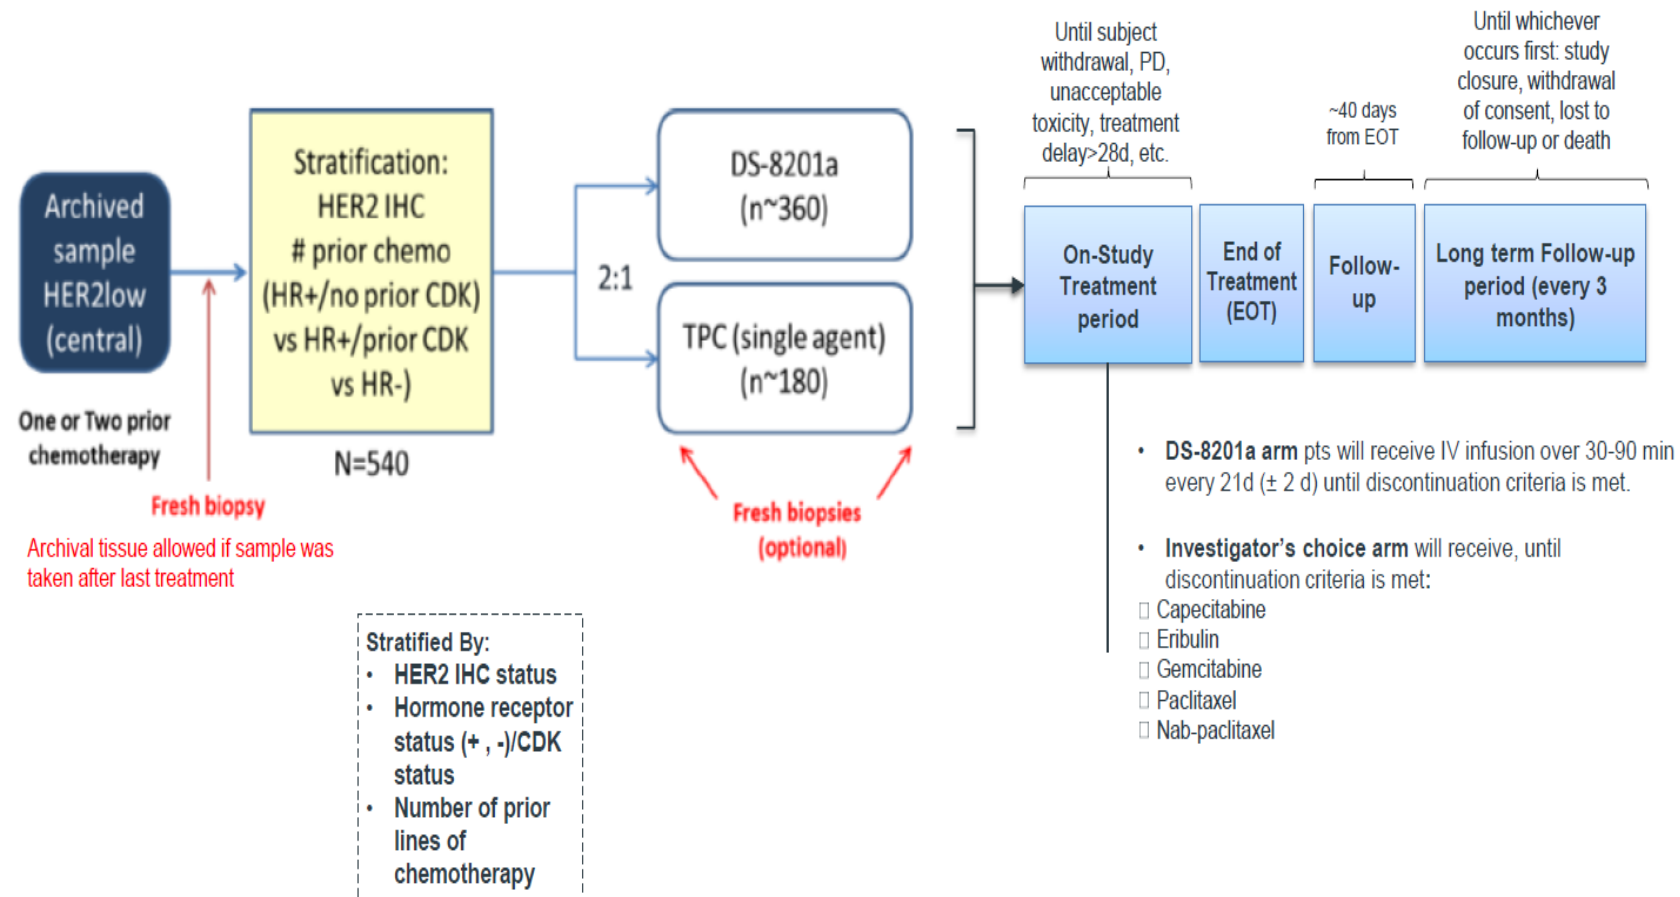 Archived
sample
HER2low
(central)
One or Two prior
chemotherapy
Fresh biopsy
Archival tissue allowed if sample was
taken after last treatment
Stratification:
HER2 IHC
# prior chemo
(HR+/no prior CDK)
vs HR+/prior CDK
vs HR-)
N=540
2:1
DS-8201a
(n~360)
TPC (single agent)
(n~180)
Fresh biopsies
(optional)
Until subject
withdrawal, PD,
unacceptable
toxicity, treatment
delay>28d, etc.
On-Study
Treatment
period
End of
Treatment
(EOT)
~40 days
from EOT
Follow-
up
Until whichever
occurs first: study
closure, withdrawal
of consent, lost to
follow-up or death
Long term Follow-up
period (every 3
months)
• DS-8201a arm pts will receive IV infusion over 30-90 min
every 21d (± 2 d) until discontinuation criteria is met.
• Investigator’s choice arm will receive, until
discontinuation criteria is met:
Capecitabine
Eribulin
Gemcitabine
Paclitaxel
Nab-paclitaxel
Stratified By:
• HER2 IHC status
• Hormone receptor
status (+ , -)/CDK
status
• Number of prior
lines of
chemotherapy